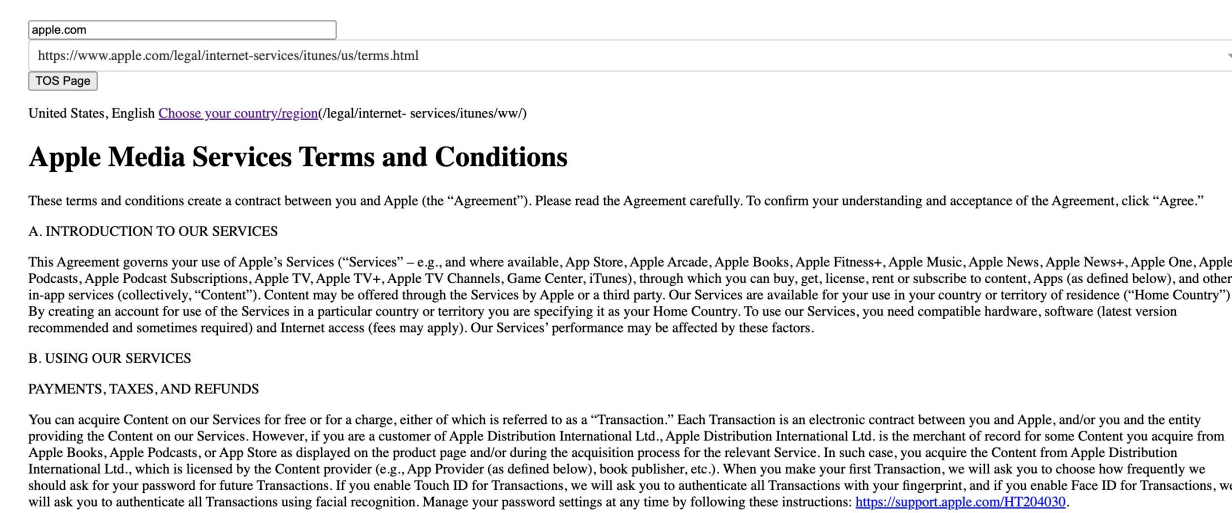 apple.com
https://www.apple.com/legal/internet-services/itunes/us/terms.html
TOS Page
United States, English Choose your country/region(/legal/internet- services/itunes/ww/)
Apple Media Services Terms and Conditions
These terms and conditions create a contract between you and Apple (the “Agreement”). Please read the Agreement carefully. To confirm your understanding and acceptance of the Agreement, click “Agree.”
A. INTRODUCTION TO OUR SERVICES
This Agreement governs your use of Apple’s Services (“Services” – e.g., and where available, App Store, Apple Arcade, Apple Books, Apple Fitness+, Apple Music, Apple News, Apple News+, Apple One, Apple
Podcasts, Apple Podcast Subscriptions, Apple TV, Apple TV+, Apple TV Channels, Game Center, iTunes), through which you can buy, get, license, rent or subscribe to content, Apps (as defined below), and other
in-app services (collectively, “Content”). Content may be offered through the Services by Apple or a third party. Our Services are available for your use in your country or territory of residence (“Home Country”)
By creating an account for use of the Services in a particular country or territory you are specifying it as your Home Country. To use our Services, you need compatible hardware, software (latest version
recommended and sometimes required) and Internet access (fees may apply). Our Services’ performance may be affected by these factors.
B. USING OUR SERVICES
PAYMENTS, TAXES, AND REFUNDS
You can acquire Content on our Services for free or for a charge, either of which is referred to as a “Transaction.” Each Transaction is an electronic contract between you and Apple, and/or you and the entity
providing the Content on our Services. However, if you are a customer of Apple Distribution International Ltd., Apple Distribution International Ltd. is the merchant of record for some Content you acquire from
Apple Books, Apple Podcasts, or App Store as displayed on the product page and/or during the acquisition process for the relevant Service. In such case, you acquire the Content from Apple Distribution
International Ltd., which is licensed by the Content provider (e.g., App Provider (as defined below), book publisher, etc.). When you make your first Transaction, we will ask you to choose how frequently we
should ask for your password for future Transactions. If you enable Touch ID for Transactions, we will ask you to authenticate all Transactions with your fingerprint, and if you enable Face ID for Transactions, we
will ask you to authenticate all Transactions using facial recognition. Manage your password settings at any time by following these instructions: https://support.apple.com/HT204030.